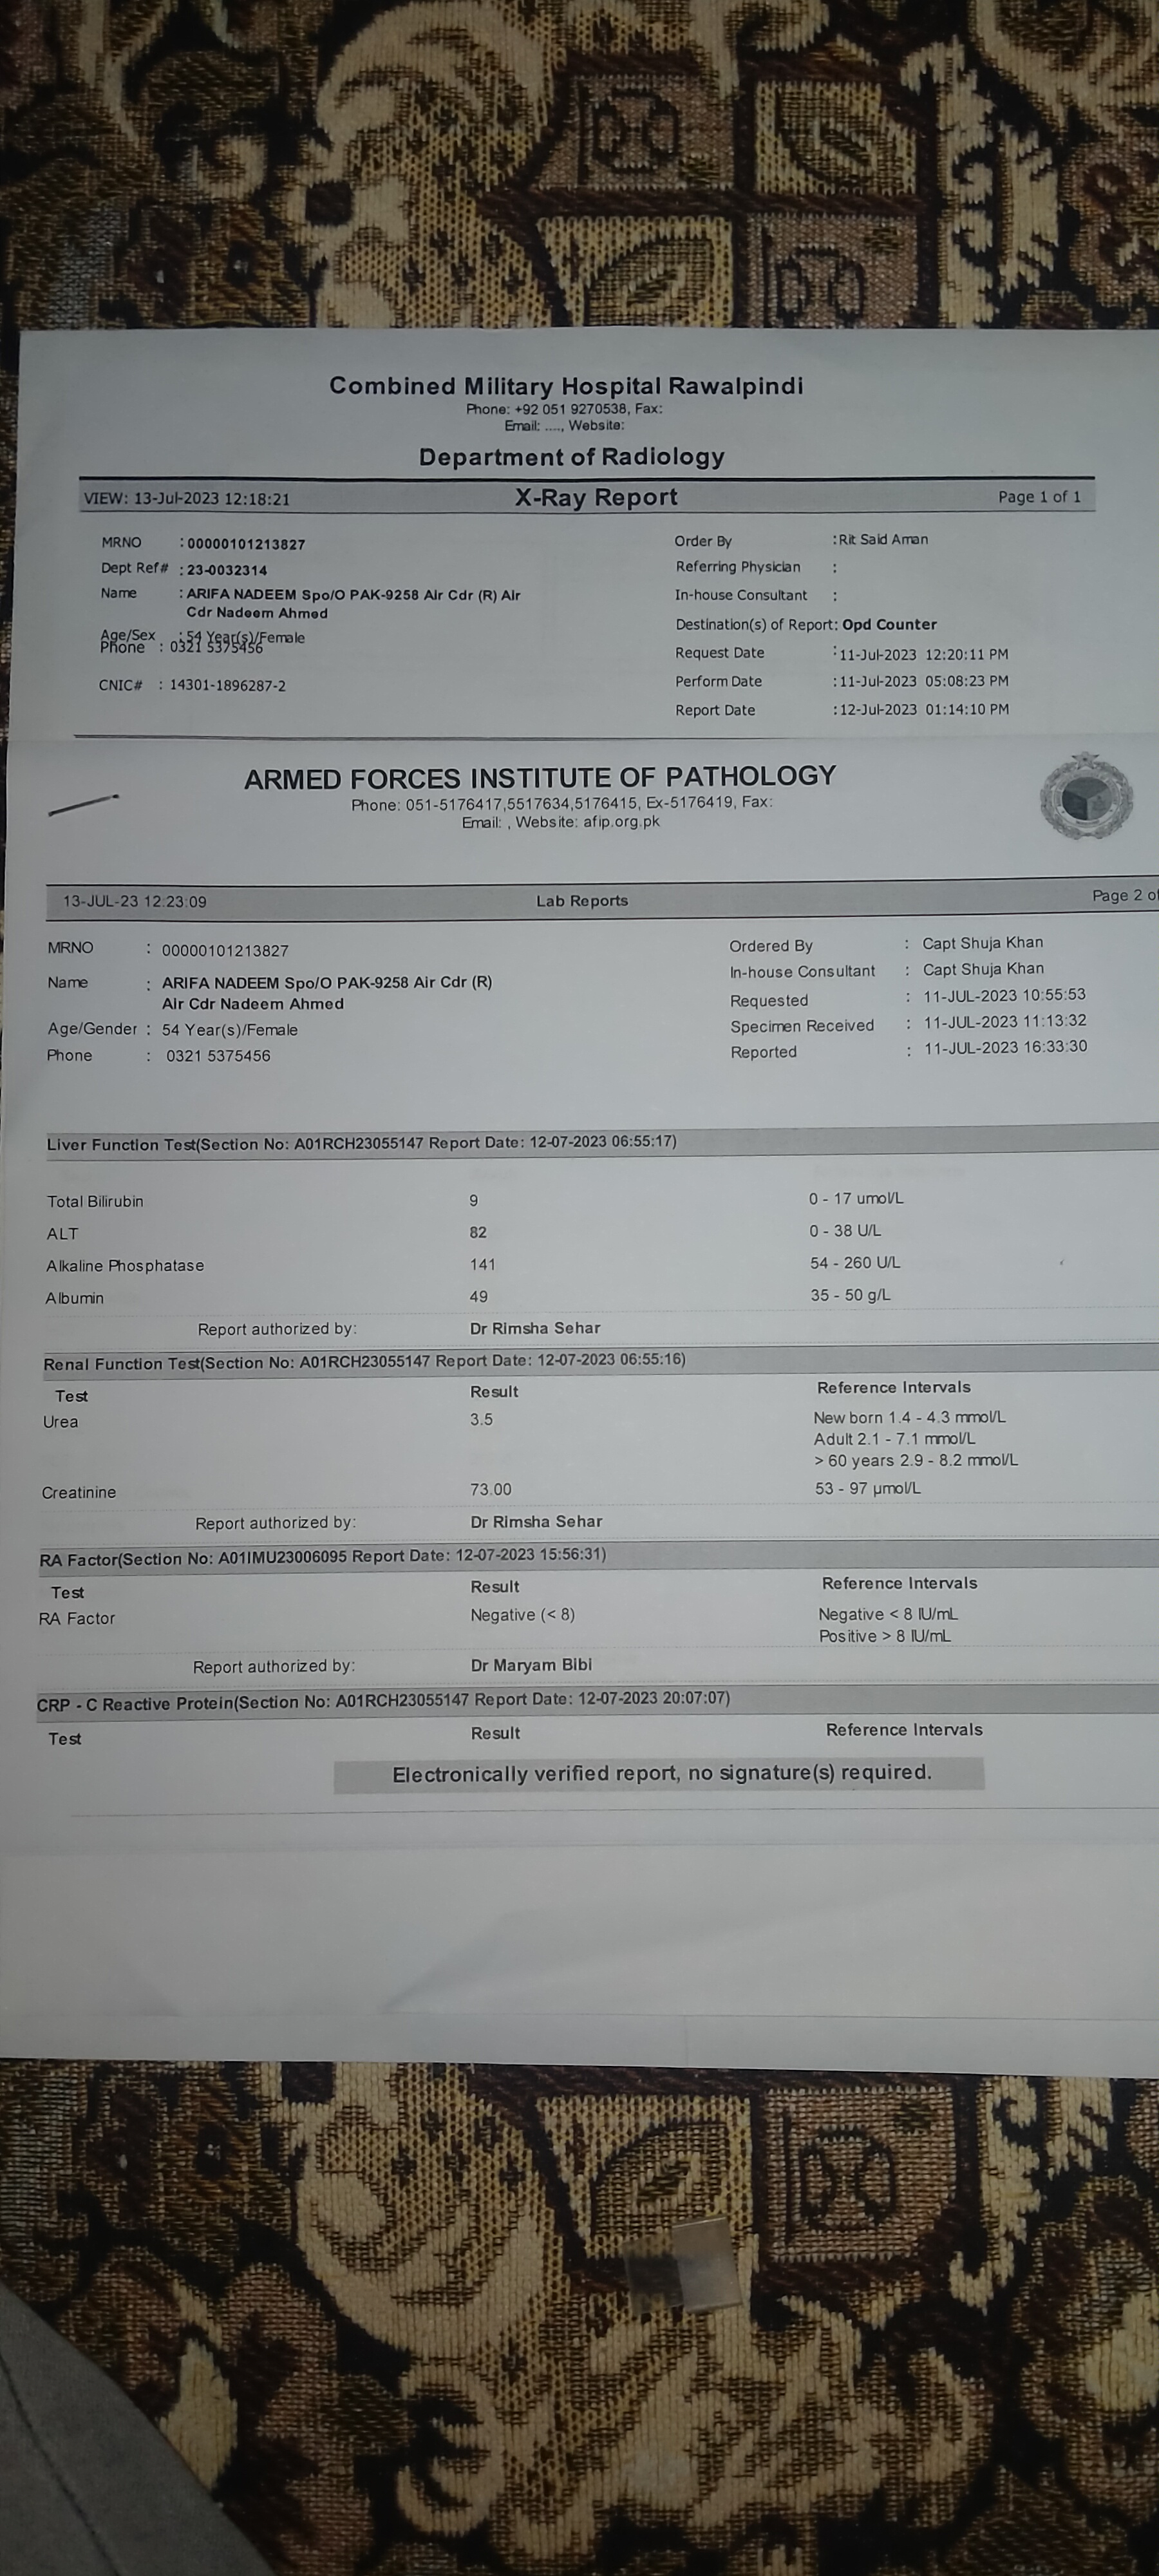 Combined Military Hospital Rawalpindi
Phone: +92 051 9270538, Fax:
Email: ...., Website:
Department of Radiology
VIEW: 13-Jul-2023 12:18:21 X-Ray Report Page 1 of 1
MRNO : 00000101213827 Order By : Rit Said Aman
Dept Ref# : 23-0032314 Referring Physician :
Name : ARIFA NADEEM Spo/O PAK-9258 Air Cdr (R) Air In-house Consultant :
Cdr Nadeem Ahmed Destination(s) of Report: Opd Counter
Age/Sex : 54 Year(s)/Female
Phone : 0321 5375456 Request Date : 11-Jul-2023 12:20:11 PM
CNIC# : 14301-1896287-2 Perform Date : 11-Jul-2023 05:08:23 PM
Report Date : 12-Jul-2023 01:14:10 PM
ARMED FORCES INSTITUTE OF PATHOLOGY
Phone: 051-5176417,5517634,5176415, Ex-5176419, Fax:
Email: , Website: afip.org.pk
13-JUL-23 12:23:09 Lab Reports Page 2 of
MRNO : 00000101213827 Ordered By : Capt Shuja Khan
Name : ARIFA NADEEM Spo/O PAK-9258 Air Cdr (R) In-house Consultant : Capt Shuja Khan
Air Cdr Nadeem Ahmed Requested : 11-JUL-2023 10:55:53
Age/Gender : 54 Year(s)/Female Specimen Received : 11-JUL-2023 11:13:32
Phone : 0321 5375456 Reported : 11-JUL-2023 16:33:30
Liver Function Test(Section No: A01RCH23055147 Report Date: 12-07-2023 06:55:17)
Total Bilirubin 9 0 - 17 umol/L
ALT 82 0 - 38 U/L
Alkaline Phosphatase 141 54 - 260 U/L
Albumin 49 35 - 50 g/L
Report authorized by: Dr Rimsha Sehar
Renal Function Test(Section No: A01RCH23055147 Report Date: 12-07-2023 06:55:16)
Test Result Reference Intervals
Urea 3.5 New born 1.4 - 4.3 mmol/L
Adult 2.1 - 7.1 mmol/L
> 60 years 2.9 - 8.2 mmol/L
Creatinine 73.00 53 - 97 µmol/L
Report authorized by: Dr Rimsha Sehar
RA Factor(Section No: A01IMU23006095 Report Date: 12-07-2023 15:56:31)
Test Result Reference Intervals
RA Factor Negative (< 8) Negative < 8 IU/mL
Positive > 8 IU/mL
Report authorized by: Dr Maryam Bibi
CRP - C Reactive Protein(Section No: A01RCH23055147 Report Date: 12-07-2023 20:07:07)
Test Result Reference Intervals
Electronically verified report, no signature(s) required.